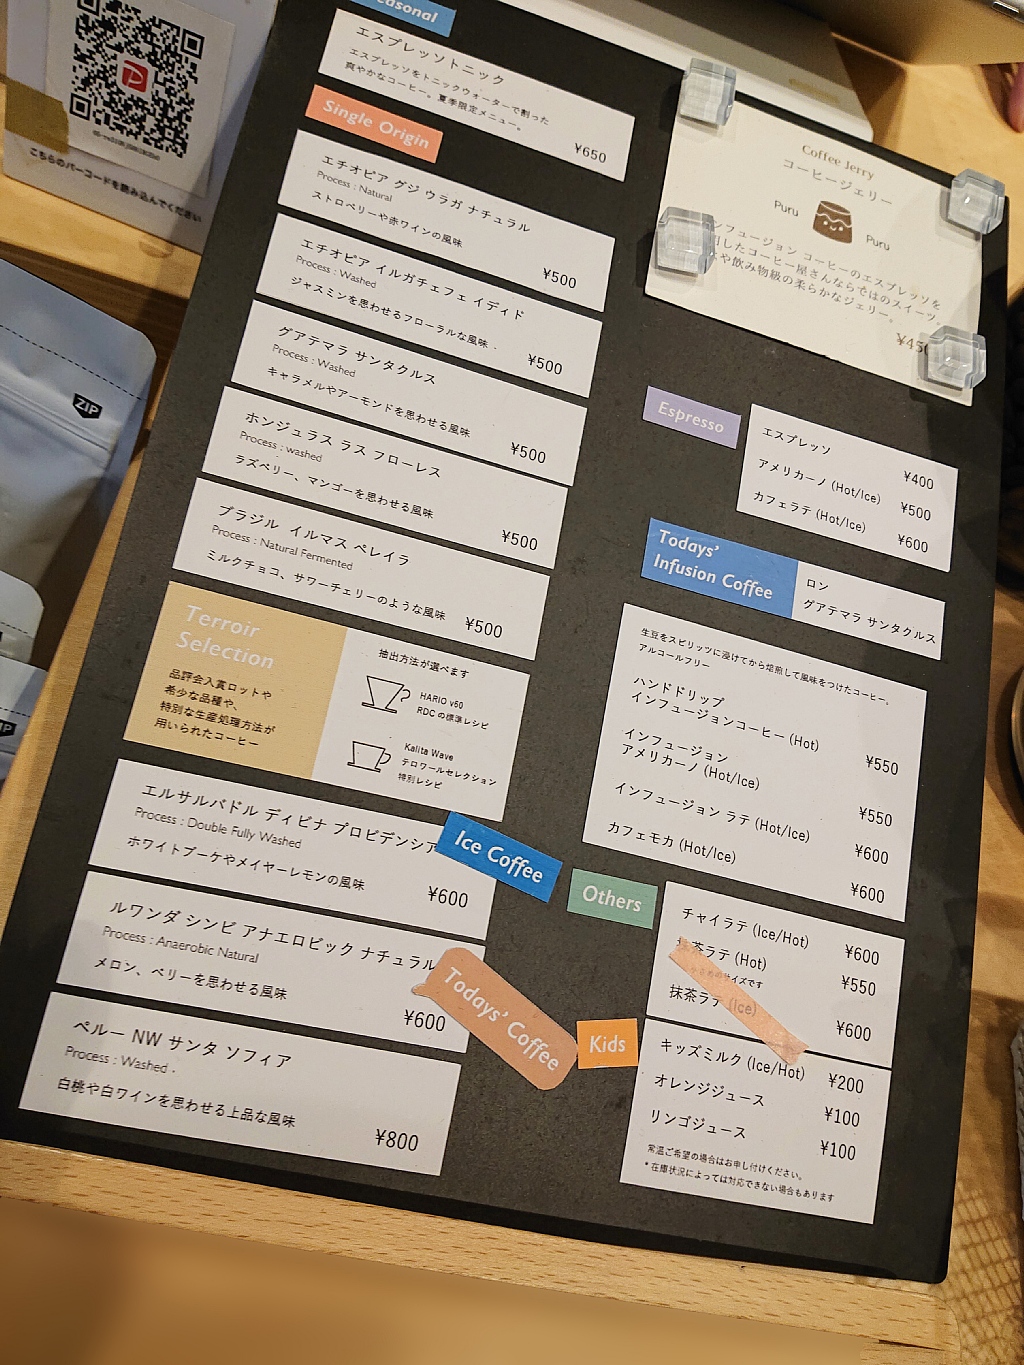 こちらのバーコードを読み込んでください
ZIP
asonal
エスプレッソトニック
エスプレッソをトニックウォーターで割った
爽やかなコーヒー。夏季限定メニュー。
¥650
Single Origin
エチオピア グジ ウラガ ナチュラル
Process : Natural
ストロベリーや赤ワインの風味
¥500
エチオピア イルガチェフェ イディド
Process : Washed
ジャスミンを思わせるフローラルな風味
¥500
グアテマラ サンタクルス
Process : Washed
キャラメルやアーモンドを思わせる風味
¥500
ホンジュラス ラス フローレス
Process : washed
ラズベリー、マンゴーを思わせる風味
¥500
ブラジル イルマス ペレイラ
Process : Natural Fermented
ミルクチョコ、サワーチェリーのような風味
¥500
Terroir
Selection
品評会入賞ロットや
希少な品種や、
特別な生産処理方法が
用いられたコーヒー
抽出方法が選べます
HARIO v60
RDCの標準レシピ
Kalita Wave
テロワールセレクション
特別レシピ
エルサルバドル ディビナ プロビデンシア
Process : Double Fully Washed
ホワイトブーケやメイヤーレモンの風味
¥600
ルワンダ シンビ アナエロビック ナチュラル
Process : Anaerobic Natural
メロン、ベリーを思わせる風味
¥600
ペルー NW サンタ ソフィア
Process : Washed
白桃や白ワインを思わせる上品な風味
¥800
Ice Coffee
Todays' Coffee
Coffee Jerry
コーヒージェリー
Puru
Puru
ンフュージョン コーヒーのエスプレッソを
したコーヒー屋さんならではのスイーツ。
や飲み物級の柔らかなジェリー。
¥450
Espresso
エスプレッソ
¥400
アメリカーノ (Hot/Ice)
¥500
カフェラテ (Hot/Ice)
¥600
Todays'
Infusion Coffee
ロン
グアテマラ サンタクルス
生豆をスピリッツに浸けてから焙煎して風味をつけたコーヒー。
アルコールフリー
ハンドドリップ
インフュージョンコーヒー (Hot)
¥550
インフュージョン
アメリカーノ (Hot/Ice)
¥550
インフュージョン ラテ (Hot/Ice)
¥600
カフェモカ (Hot/Ice)
¥600
Others
チャイラテ (Ice/Hot)
¥600
抹茶ラテ (Hot)
サイズです
¥550
抹茶ラテ (Ice)
¥600
Kids
キッズミルク (Ice/Hot)
¥200
オレンジジュース
¥100
リンゴジュース
¥100
常温ご希望の場合はお申し付けください。
*在庫状況によっては対応できない場合もあります